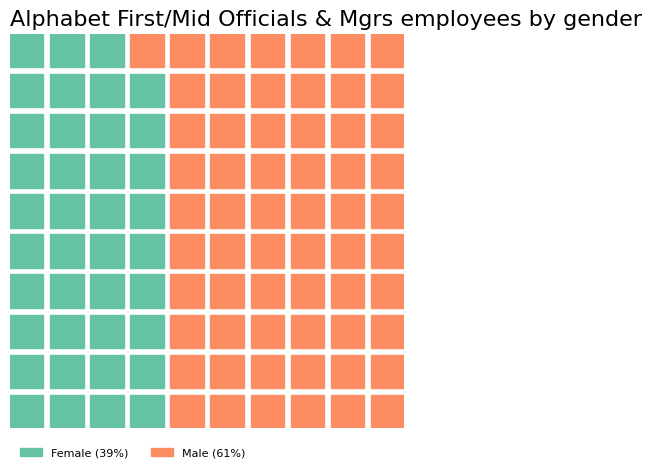 Alphabet First/Mid Officials & Mgrs employees by gender
Female (39%) Male (61%)